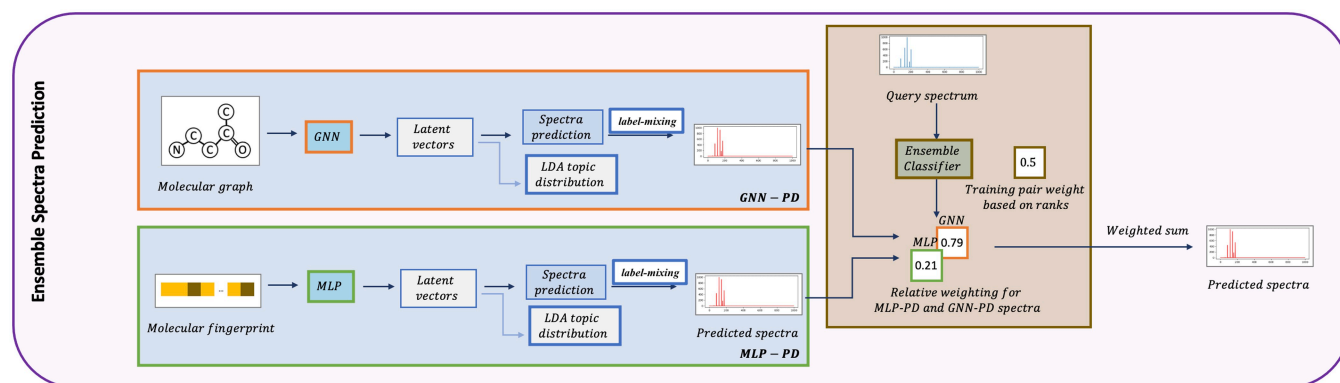 Ensemble Spectra Prediction
C
C
C
N
C
O
Molecular graph
GNN
Latent
vectors
Spectra
prediction
label-mixing
LDA topic
distribution
GNN – PD
Molecular fingerprint
...
MLP
Latent
vectors
Spectra
prediction
label-mixing
LDA topic
distribution
Predicted spectra
MLP – PD
Query spectrum
Ensemble
Classifier
0.5
Training pair weight
based on ranks
GNN
0.79
MLP
0.21
Relative weighting for
MLP-PD and GNN-PD spectra
Weighted sum
Predicted spectra